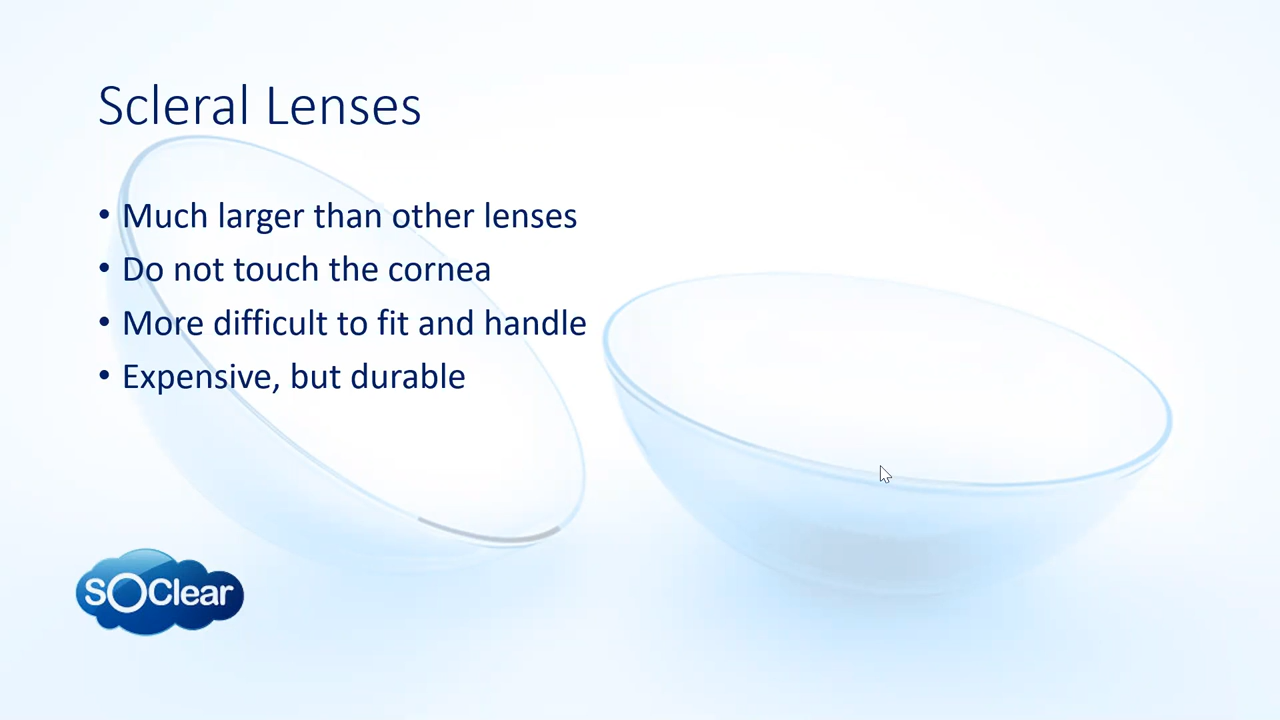 Scleral Lenses
• Much larger than other lenses
• Do not touch the cornea
• More difficult to fit and handle
• Expensive, but durable
SOClear